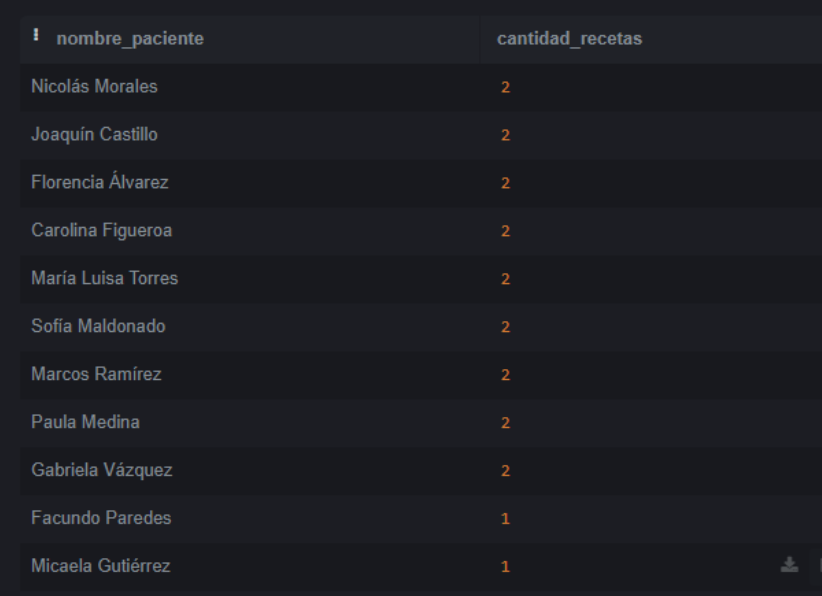 nombre_paciente cantidad_recetas
Nicolás Morales 2
Joaquín Castillo 2
Florencia Álvarez 2
Carolina Figueroa 2
María Luisa Torres 2
Sofía Maldonado 2
Marcos Ramírez 2
Paula Medina 2
Gabriela Vázquez 2
Facundo Paredes 1
Micaela Gutiérrez 1